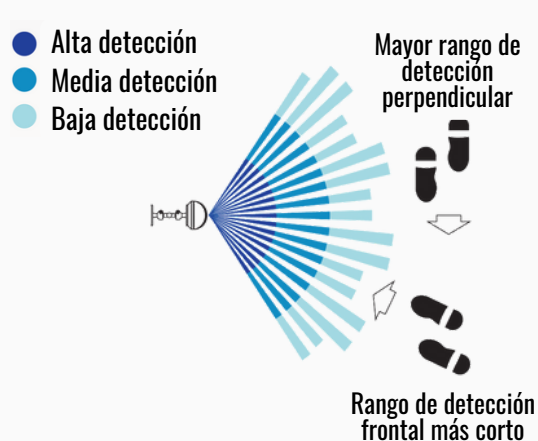 Alta detección
Media detección
Baja detección
Mayor rango de
detección
perpendicular
Rango de detección
frontal más corto